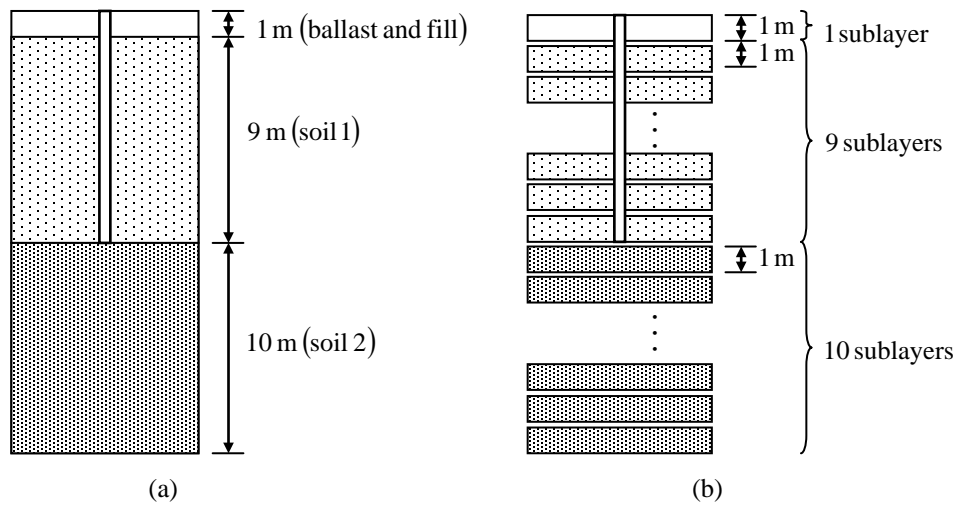 1 m (ballast and fill)
9 m (soil 1)
10 m (soil 2)
(a)
1 m
1 sublayer
1 m
9 sublayers
1 m
10 sublayers
(b)